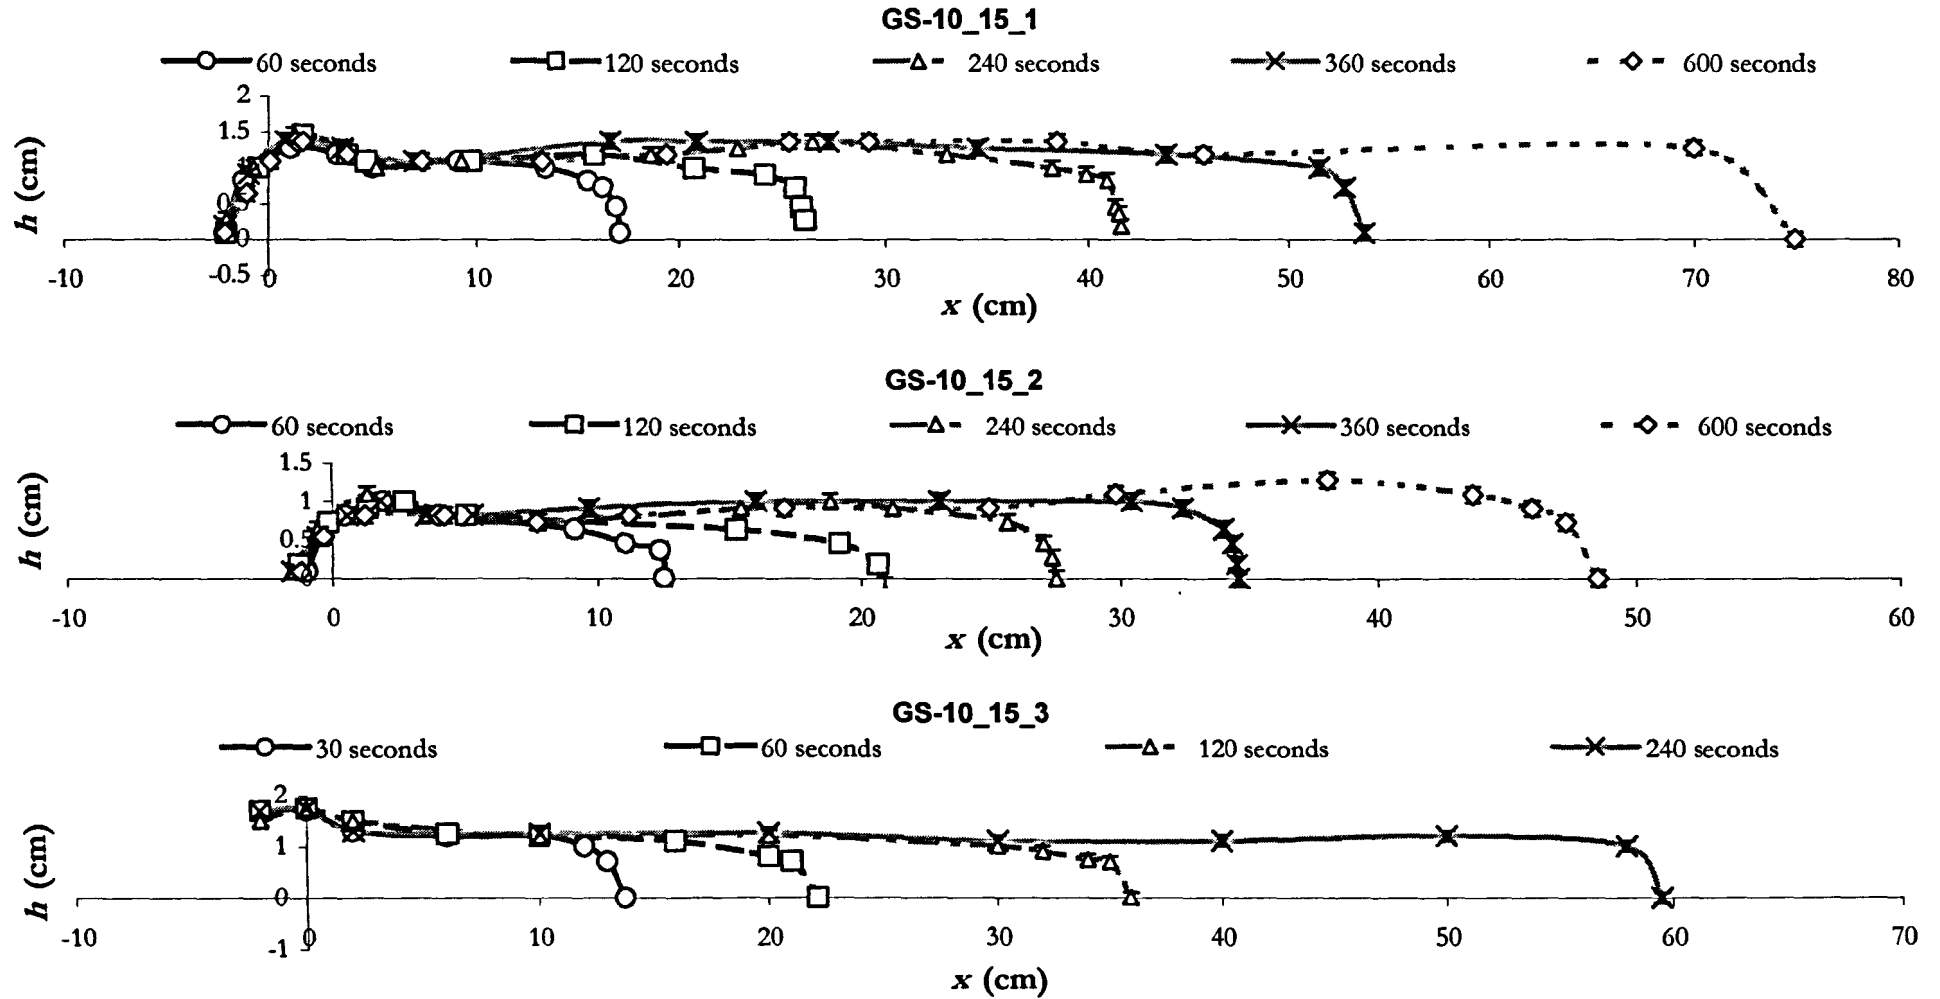 GS-10_15_1
60 seconds 120 seconds 240 seconds 360 seconds 600 seconds
2
1.5
0.5
0
-0.5
h (cm)
-10 0 10 20 30 40 50 60 70 80
x (cm)
GS-10_15_2
60 seconds 120 seconds 240 seconds 360 seconds 600 seconds
1.5
1
0.5
h (cm)
-10 0 10 20 30 40 50 60
x (cm)
GS-10_15_3
30 seconds 60 seconds 120 seconds 240 seconds
2
1
0
-1
h (cm)
-10 0 10 20 30 40 50 60 70
x (cm)